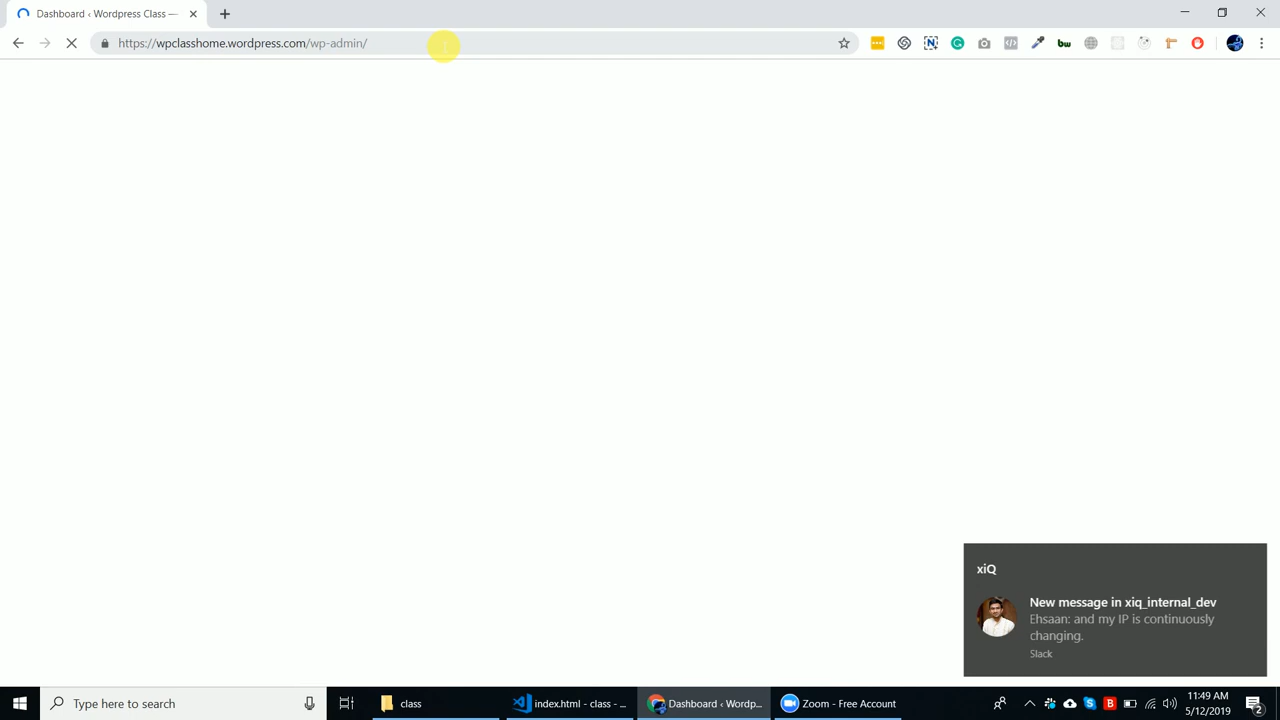 Dashboard ‹ Wordpress Class —
https://wpclasshome.wordpress.com/wp-admin/
N
bw
xiQ
New message in xiq_internal_dev
Ehsaan: and my IP is continuously
changing.
Slack
Type here to search
class
index.html - class - ...
Dashboard ‹ Wordp...
Zoom - Free Account
B
11:49 AM
5/12/2019
2